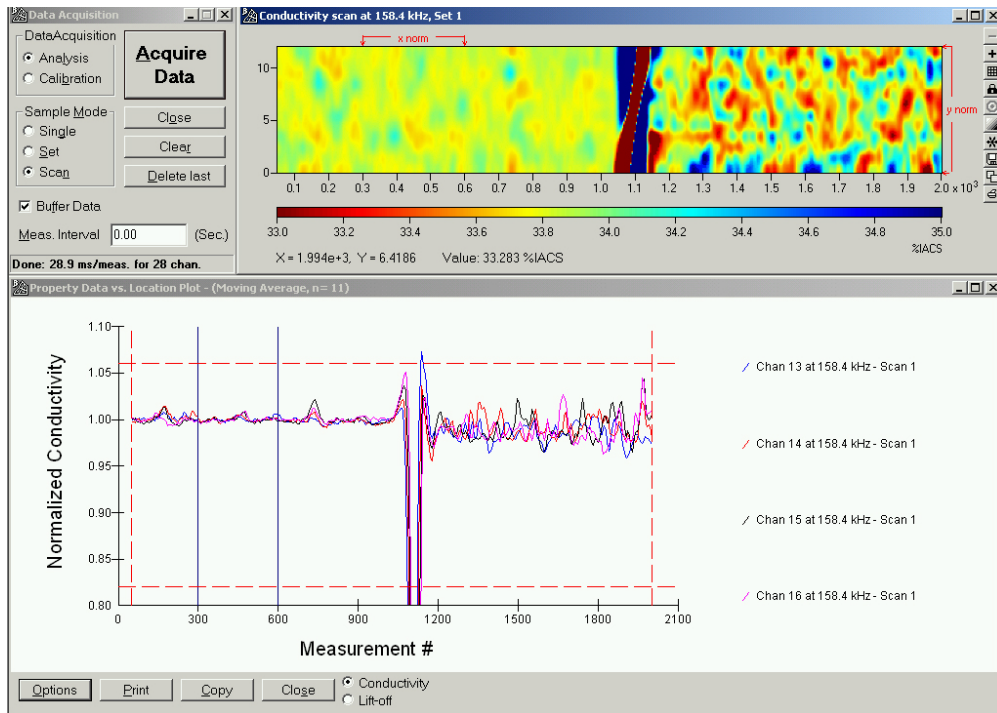 Data Acquisition
DataAcquisition
Analysis
Calibration
Acquire
Data
Sample Mode
Single
Set
Scan
Close
Clear
Delete last
Buffer Data
Meas. Interval 0.00 (Sec.)
Done: 28.9 ms/meas. for 28 chan.
Conductivity scan at 158.4 kHz, Set 1
x norm
y norm
10
5
0
0.1 0.2 0.3 0.4 0.5 0.6 0.7 0.8 0.9 1.0 1.1 1.2 1.3 1.4 1.5 1.6 1.7 1.8 1.9 2.0 x 10^3
33.0 33.2 33.4 33.6 33.8 34.0 34.2 34.4 34.6 34.8 35.0
%IACS
X = 1.994e+3, Y = 6.4186 Value: 33.283 %IACS
Property Data vs. Location Plot - (Moving Average, n= 11)
Normalized Conductivity
1.10
1.05
1.00
0.95
0.90
0.85
0.80
0 300 600 900 1200 1500 1800 2100
Measurement #
Chan 13 at 158.4 kHz - Scan 1
Chan 14 at 158.4 kHz - Scan 1
Chan 15 at 158.4 kHz - Scan 1
Chan 16 at 158.4 kHz - Scan 1
Options
Print
Copy
Close
Conductivity
Lift-off